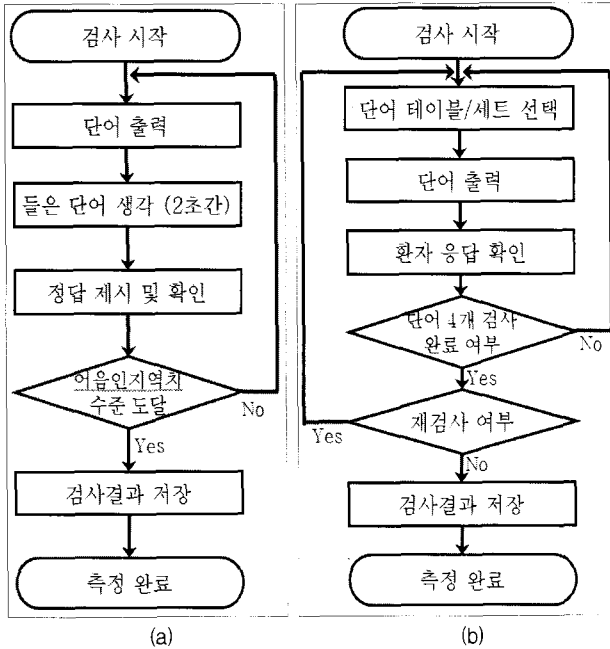 검사 시작
단어 출력
들은 단어 생각 (2초간)
정답 제시 및 확인
어음인지역치
수준 도달
No
Yes
검사결과 저장
측정 완료
(a)
검사 시작
단어 테이블/세트 선택
단어 출력
환자 응답 확인
단어 4개 검사
완료 여부
No
Yes
재검사 여부
Yes
No
검사결과 저장
측정 완료
(b)